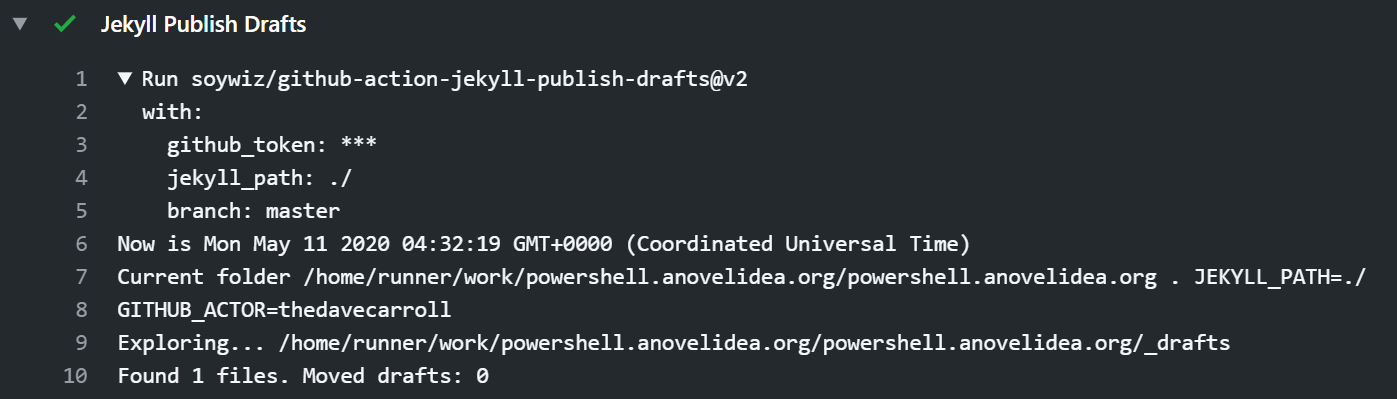 Jekyll Publish Drafts
1 ▼ Run soywiz/github-action-jekyll-publish-drafts@v2
2 with:
3 github_token: ***
4 jekyll_path: ./
5 branch: master
6 Now is Mon May 11 2020 04:32:19 GMT+0000 (Coordinated Universal Time)
7 Current folder /home/runner/work/powershell.anovelidea.org/powershell.anovelidea.org . JEKYLL_PATH=./
8 GITHUB_ACTOR=thedavecarroll
9 Exploring... /home/runner/work/powershell.anovelidea.org/powershell.anovelidea.org/_drafts
10 Found 1 files. Moved drafts: 0